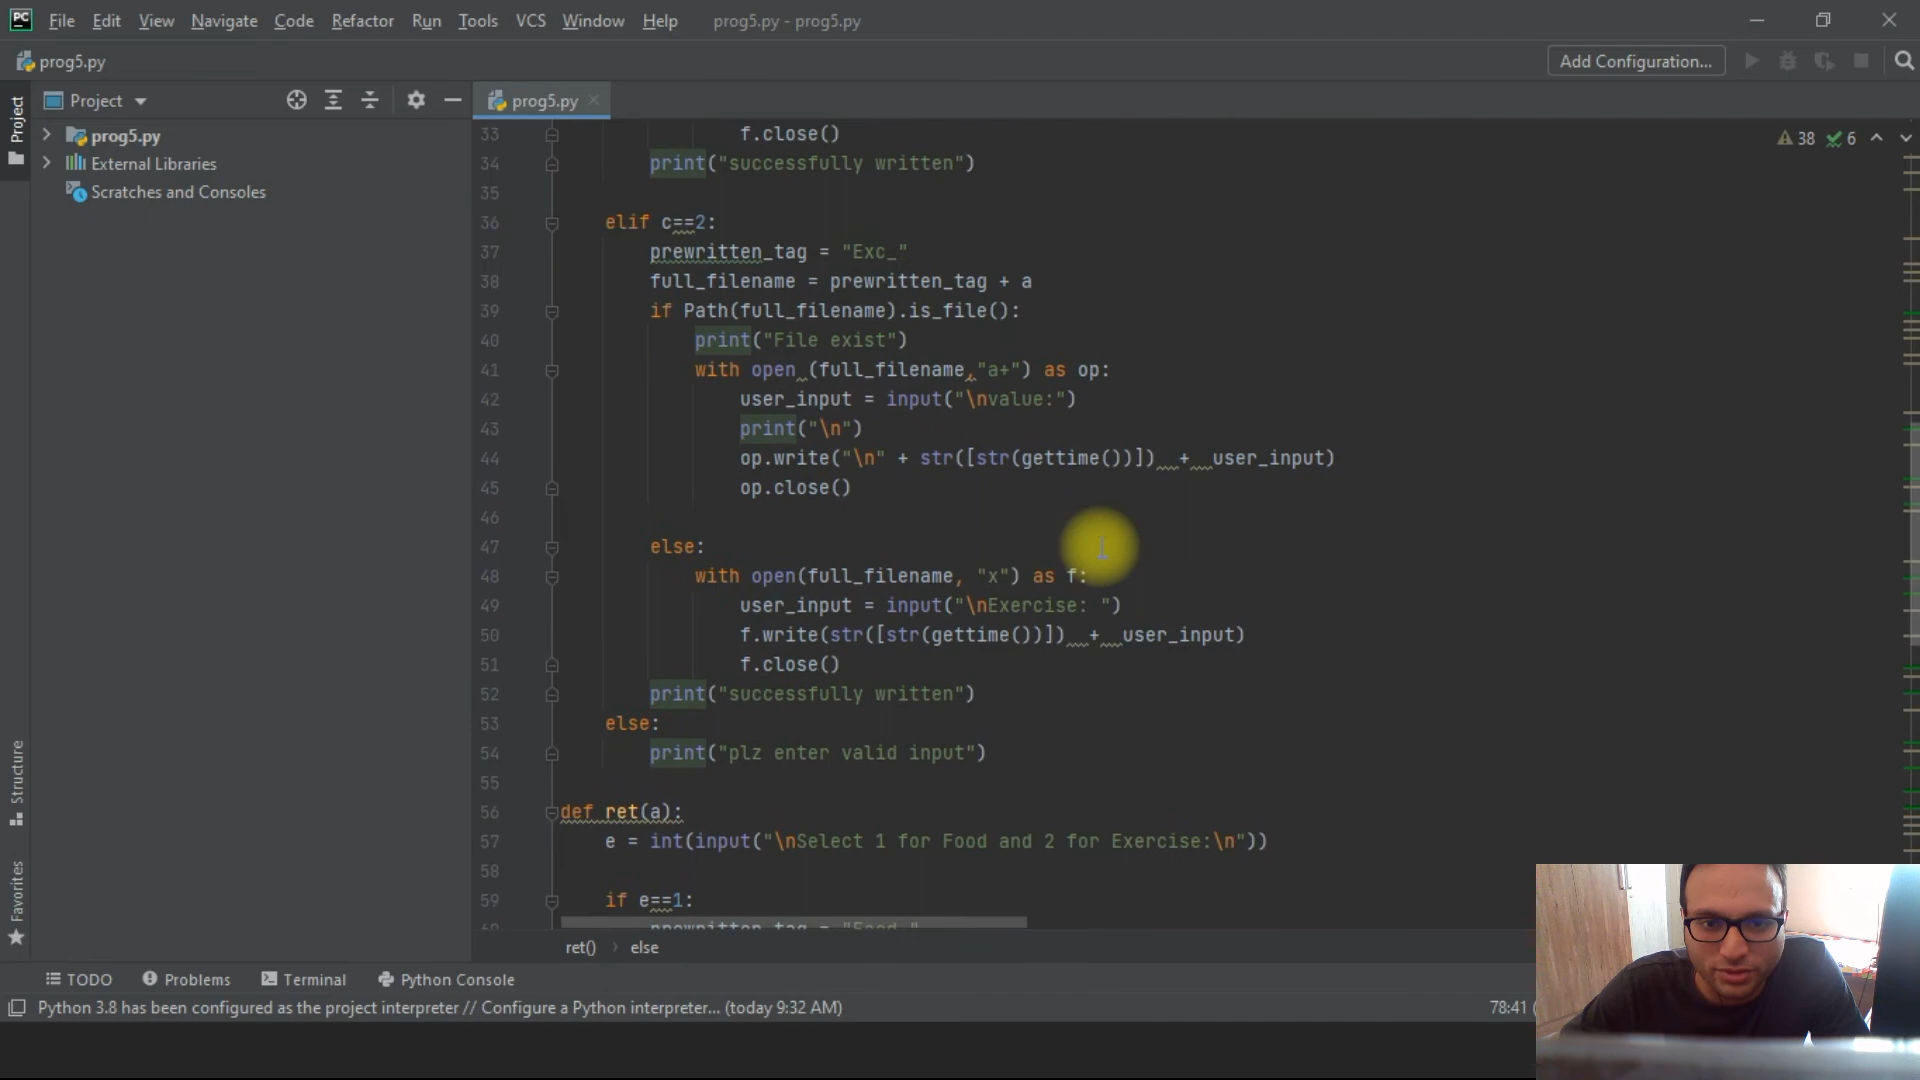 PC File Edit View Navigate Code Refactor Run Tools VCS Window Help prog5.py - prog5.py
prog5.py Add Configuration...
Project Project prog5.py
prog5.py
External Libraries
Scratches and Consoles
38 6
33 f.close()
34 print("successfully written")
35
36 elif c==2:
37 prewritten_tag = "Exc_"
38 full_filename = prewritten_tag + a
39 if Path(full_filename).is_file():
40 print("File exist")
41 with open (full_filename,"a+") as op:
42 user_input = input("\nvalue:")
43 print("\n")
44 op.write("\n" + str([str(gettime())])  +  user_input)
45 op.close()
46
47 else:
48 with open(full_filename, "x") as f:
49 user_input = input("\nExercise: ")
50 f.write(str([str(gettime())])  +  user_input)
51 f.close()
52 print("successfully written")
53 else:
54 print("plz enter valid input")
55
56 def ret(a):
57 e = int(input("\nSelect 1 for Food and 2 for Exercise:\n"))
58
59 if e==1:
prewritten_tag = "Food_"
ret() else
Structure
Favorites
TODO Problems Terminal Python Console
Python 3.8 has been configured as the project interpreter // Configure a Python interpreter... (today 9:32 AM) 78:41